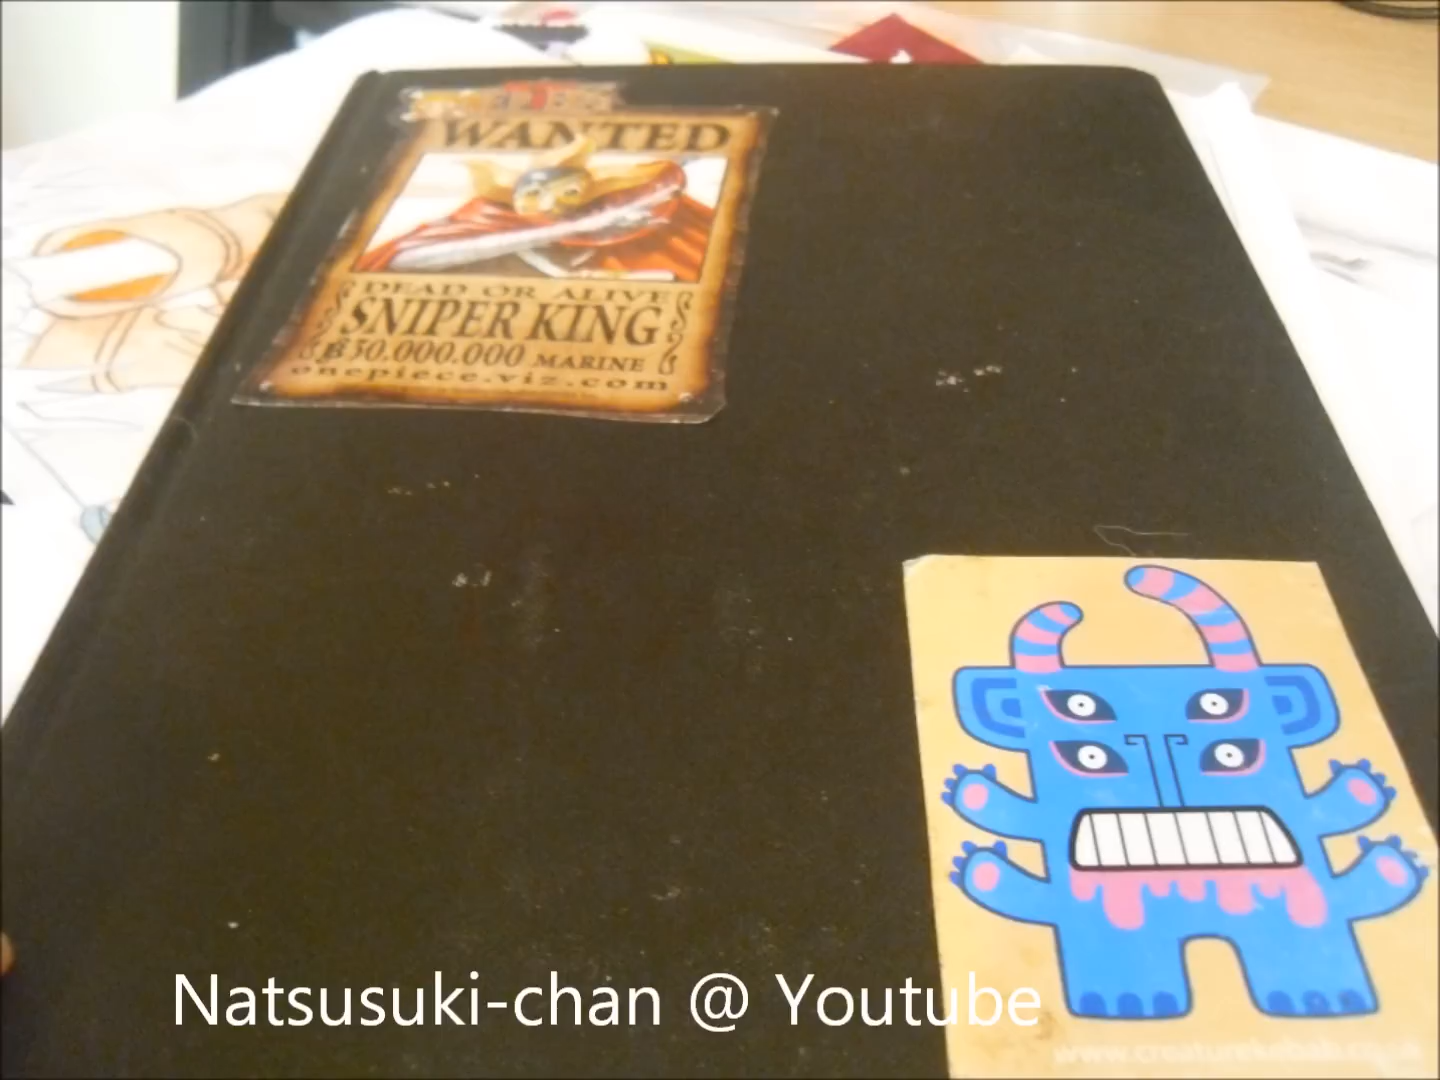 WANTED
DEAD OR ALIVE
SNIPER KING
฿30.000.000 MARINE
onepiece.viz.com
Natsusuki-chan @ Youtube